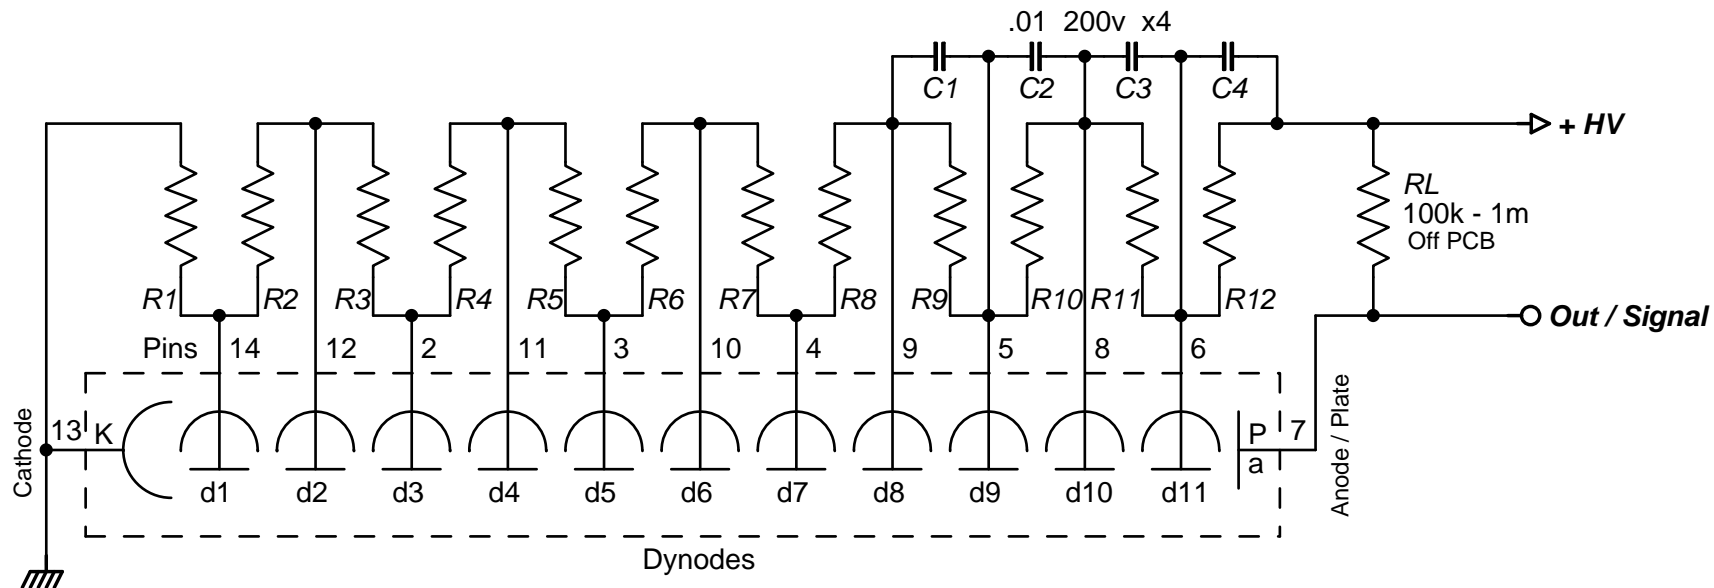 .01 200v x4
C1 C2 C3 C4
+ HV
RL
100k - 1m
Off PCB
R1 R2 R3 R4 R5 R6 R7 R8 R9 R10 R11 R12
Out / Signal
Pins 14 12 2 11 3 10 4 9 5 8 6
Cathode
13 K
P 7
a
Anode / Plate
d1 d2 d3 d4 d5 d6 d7 d8 d9 d10 d11
Dynodes